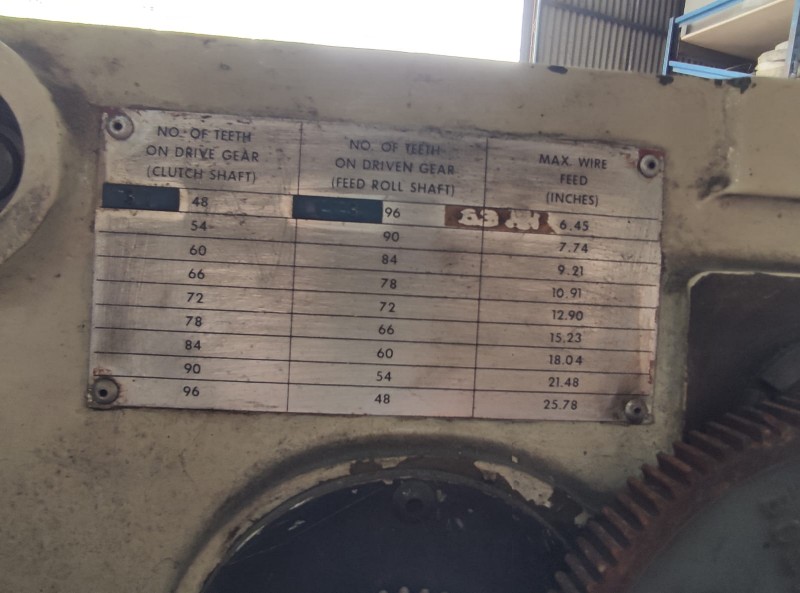 NO. OF TEETH
ON DRIVE GEAR
(CLUTCH SHAFT)
NO. OF TEETH
ON DRIVEN GEAR
(FEED ROLL SHAFT)
MAX. WIRE
FEED
(INCHES)
48 96 6.45
54 90 7.74
60 84 9.21
66 78 10.91
72 72 12.90
78 66 15.23
84 60 18.04
90 54 21.48
96 48 25.78